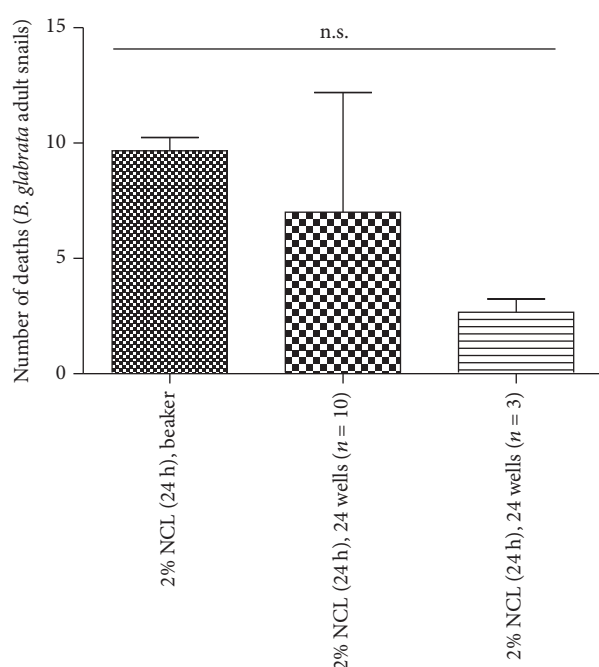 15
n.s.
10
5
0
Number of deaths (B. glabrata adult snails)
2% NCL (24 h), beaker
2% NCL (24 h), 24 wells (n = 10)
2% NCL (24 h), 24 wells (n = 3)